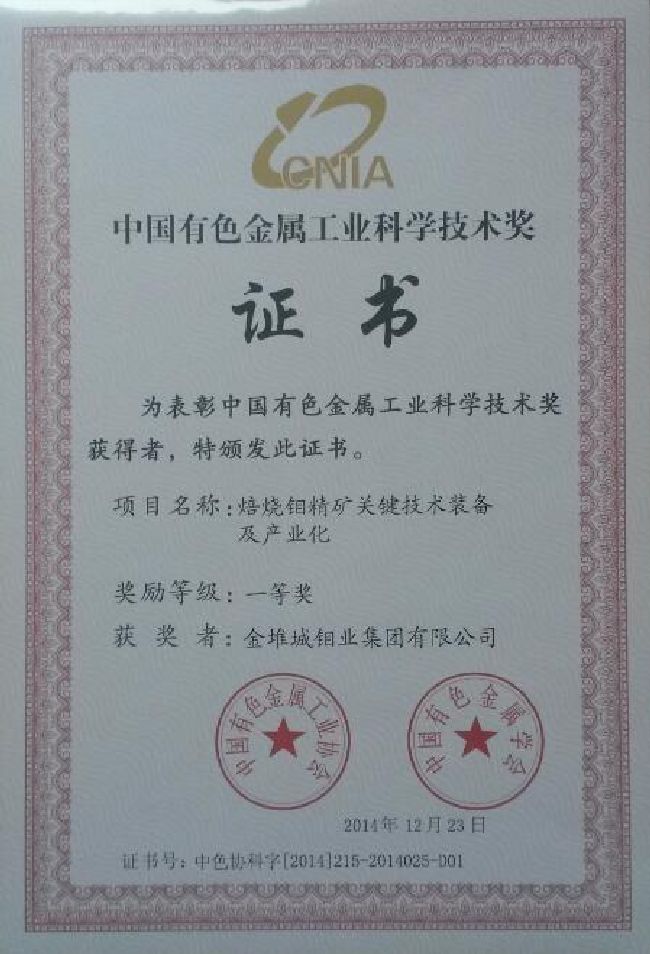 CNIA
中国有色金属工业科学技术奖
证书
为表彰中国有色金属工业科学技术奖
获得者，特颁发此证书。
项目名称：焙烧钼精矿关键技术装备
及产业化
奖励等级：一等奖
获奖者：金堆城钼业集团有限公司
中国有色金属工业协会
中国有色金属学会
2014年12月23日
证书号：中色协科字[2014]215-2014025-D01